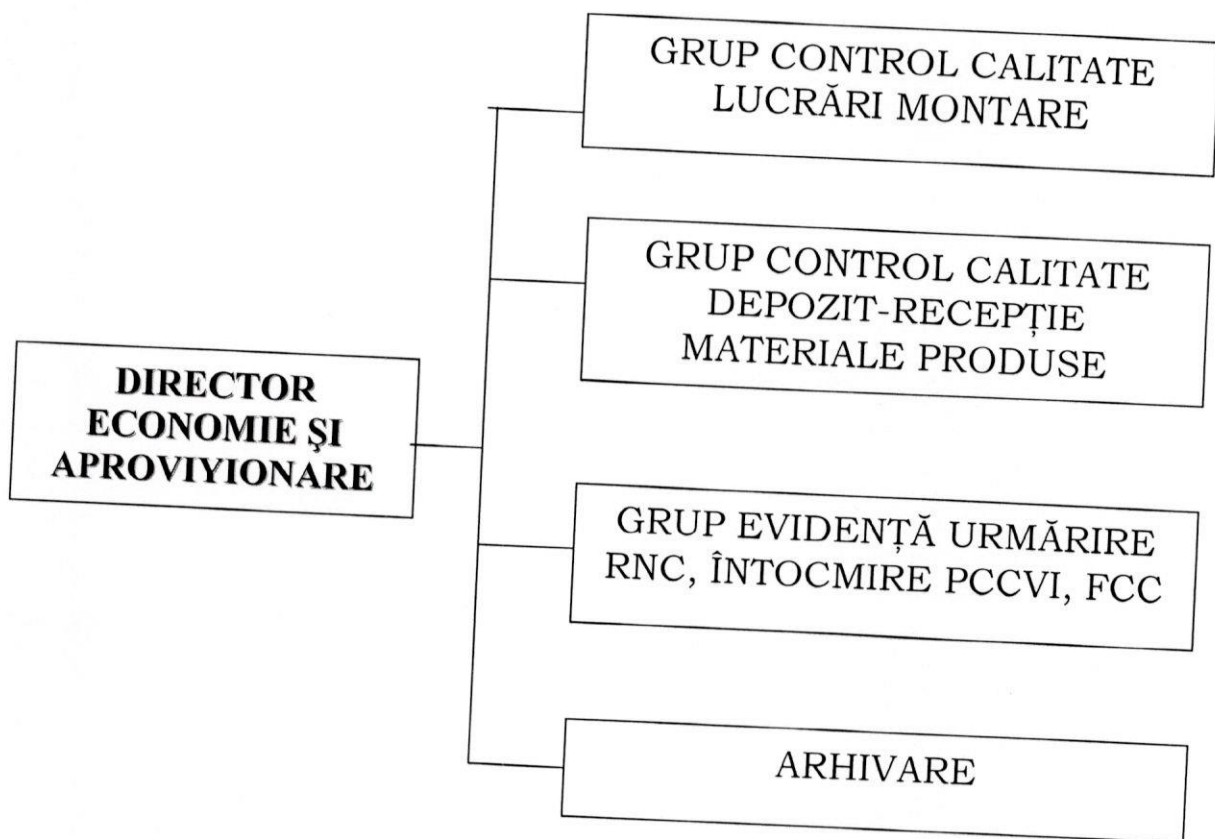 GRUP CONTROL CALITATE
LUCRĂRI MONTARE
GRUP CONTROL CALITATE
DEPOZIT-RECEPȚIE
MATERIALE PRODUSE
DIRECTOR
ECONOMIE ŞI
APROVIYIONARE
GRUP EVIDENȚĂ URMĂRIRE
RNC, ÎNTOCMIRE PCCVI, FCC
ARHIVARE